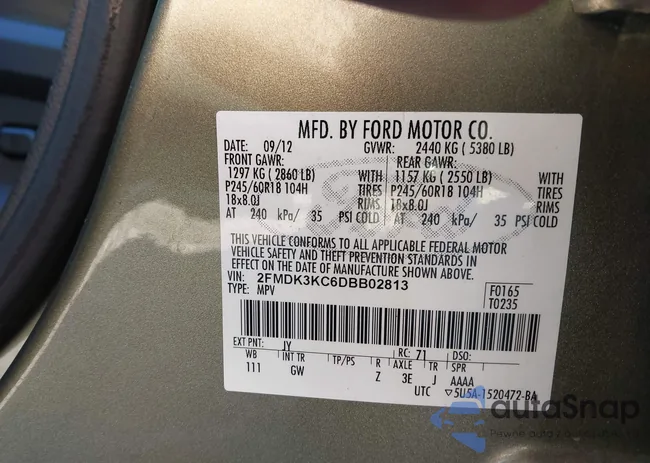 MFD. BY FORD MOTOR CO.
DATE: 09/12 GVWR: 2440 KG ( 5380 LB)
FRONT GAWR: REAR GAWR:
1297 KG ( 2860 LB) WITH 1157 KG ( 2550 LB) WITH
P245/60R18 104H TIRES P245/60R18 104H TIRES
18x8.0J RIMS 18x8.0J RIMS
AT 240 kPa/ 35 PSI COLD AT 240 kPa/ 35 PSI COLD
Ford
THIS VEHICLE CONFORMS TO ALL APPLICABLE FEDERAL MOTOR
VEHICLE SAFETY AND THEFT PREVENTION STANDARDS IN
EFFECT ON THE DATE OF MANUFACTURE SHOWN ABOVE.
VIN: 2FMDK3KC6DBB02813 F0165
TYPE: MPV T0235
EXT PNT: JY RC: 71 DSO:
WB INT TR TP/PS R AXLE TR SPR
111 GW Z 3E J AAAA
UTC ▽5U5A-1520472-BA
autoSnap
Pewne auto z